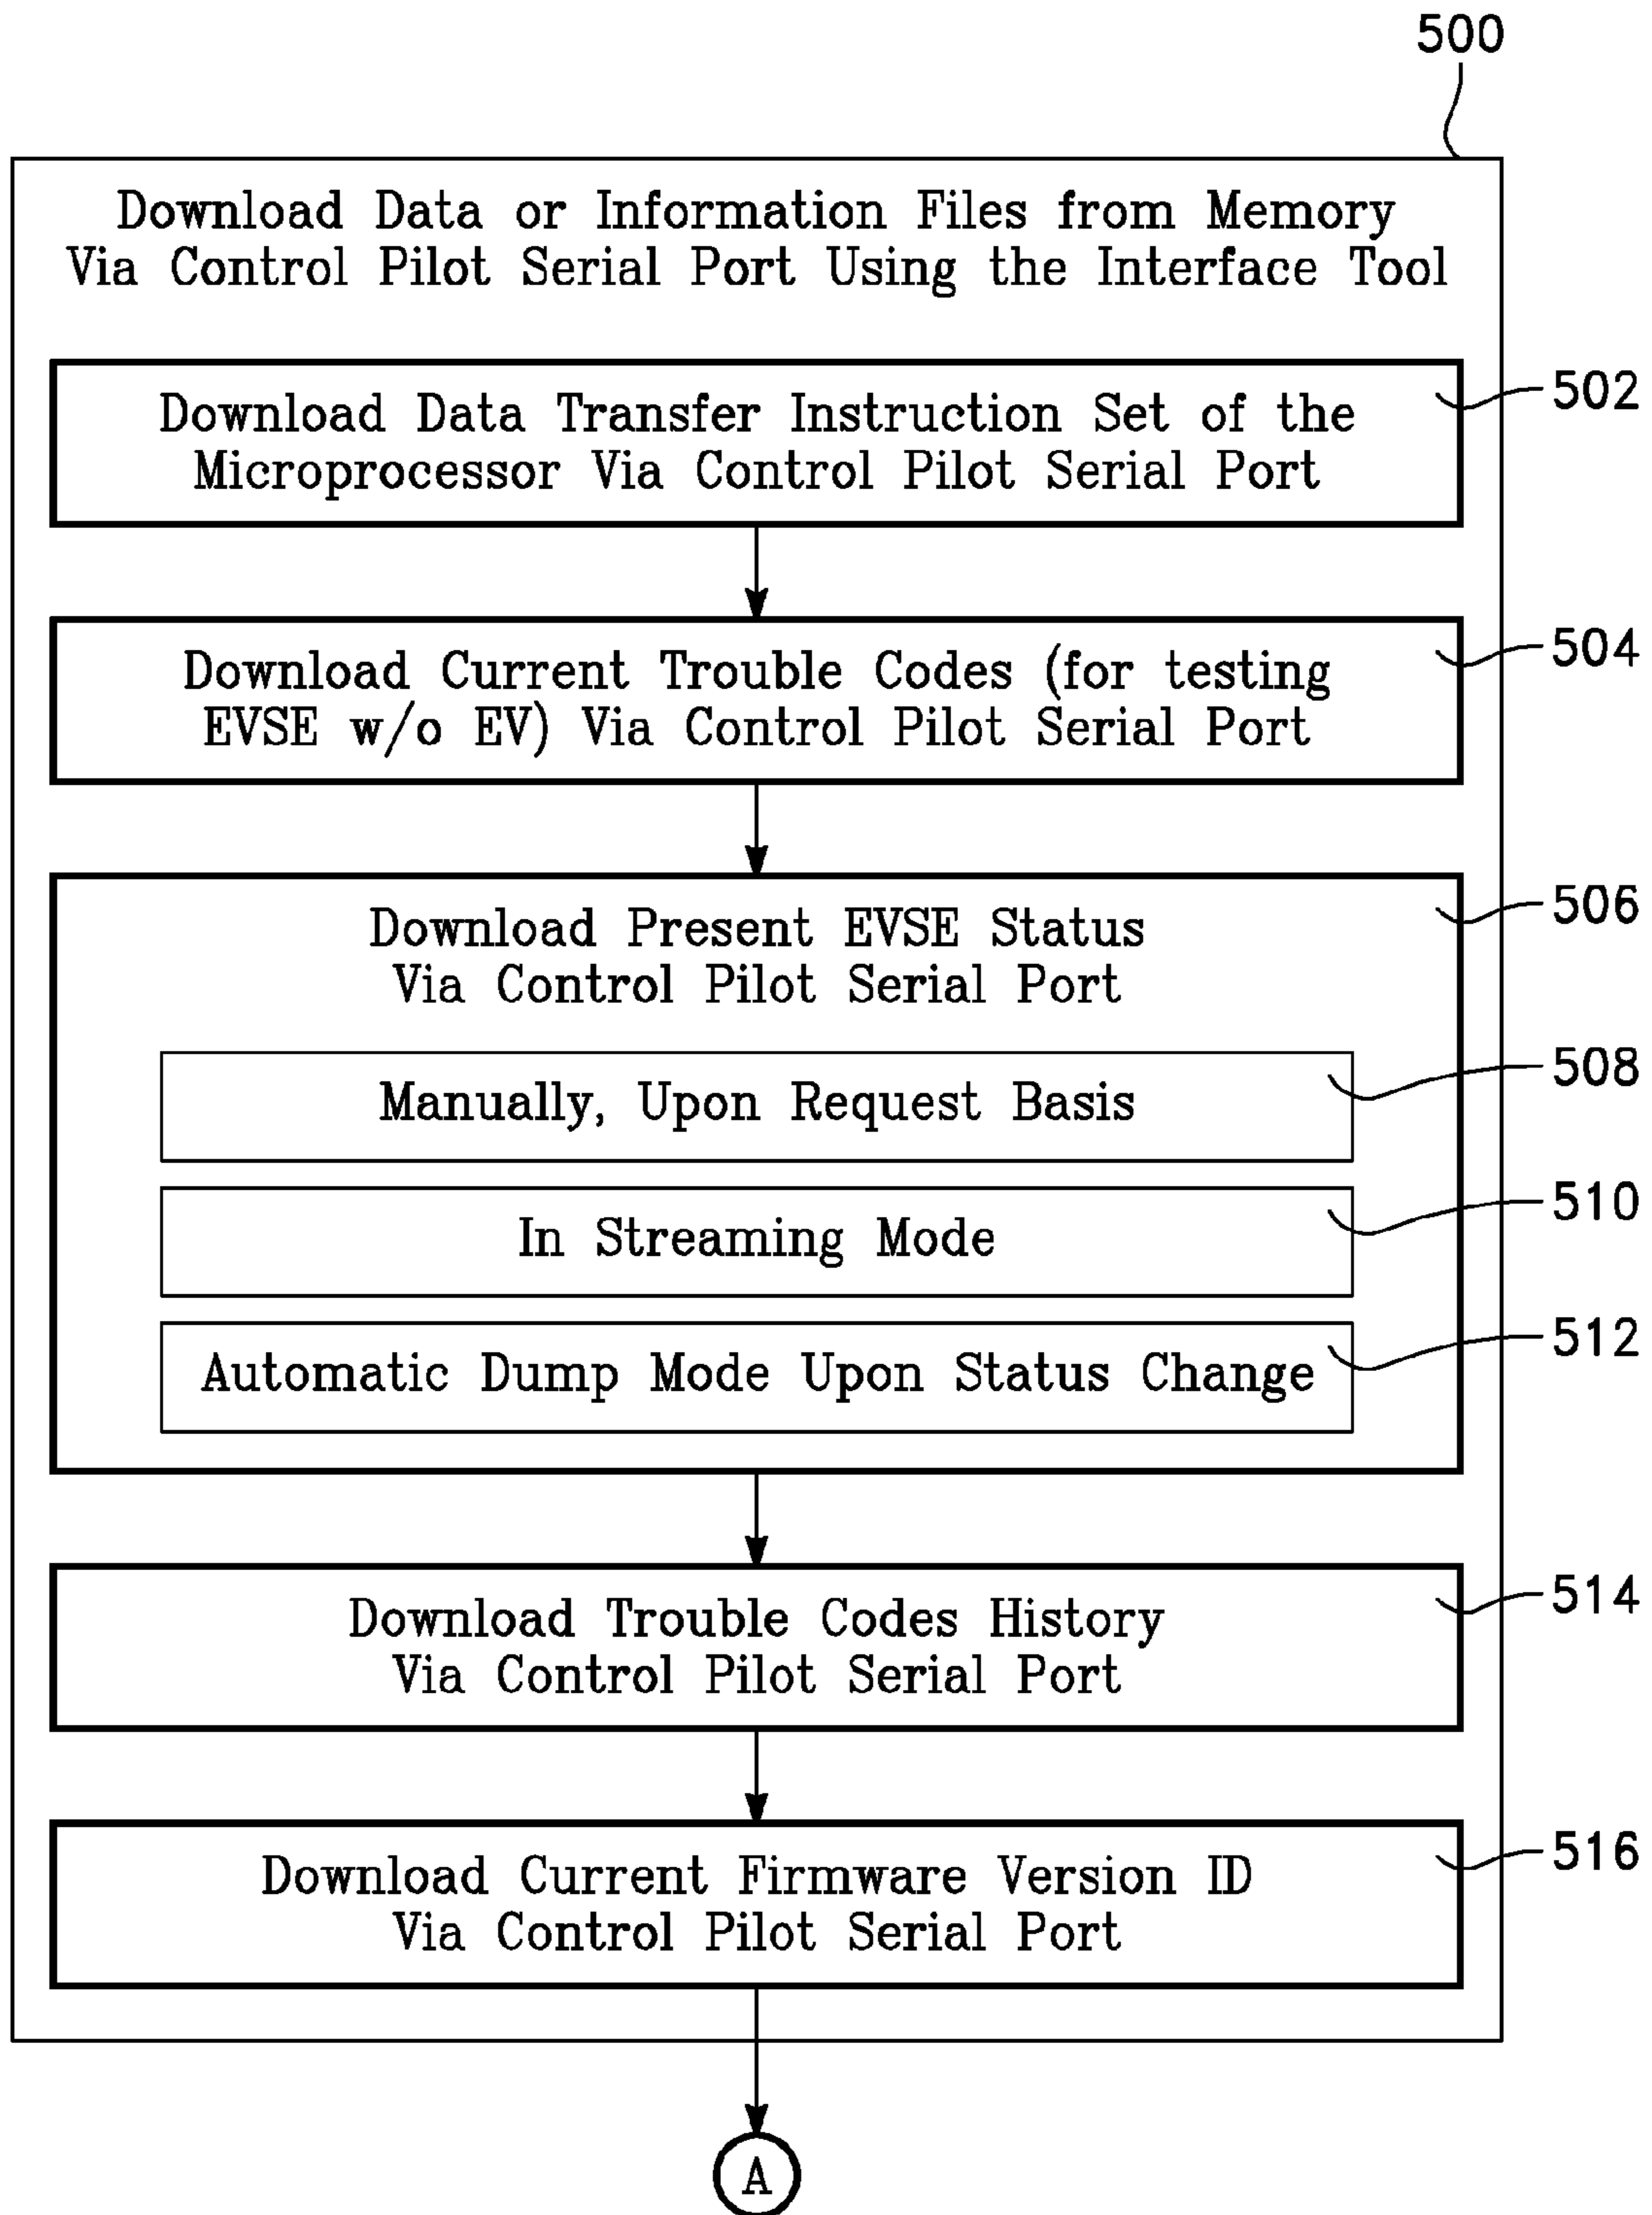 500
Download Data or Information Files from Memory
Via Control Pilot Serial Port Using the Interface Tool
Download Data Transfer Instruction Set of the
Microprocessor Via Control Pilot Serial Port
502
Download Current Trouble Codes (for testing
EVSE w/o EV) Via Control Pilot Serial Port
504
Download Present EVSE Status
Via Control Pilot Serial Port
506
Manually, Upon Request Basis
508
In Streaming Mode
510
Automatic Dump Mode Upon Status Change
512
Download Trouble Codes History
Via Control Pilot Serial Port
514
Download Current Firmware Version ID
Via Control Pilot Serial Port
516
A